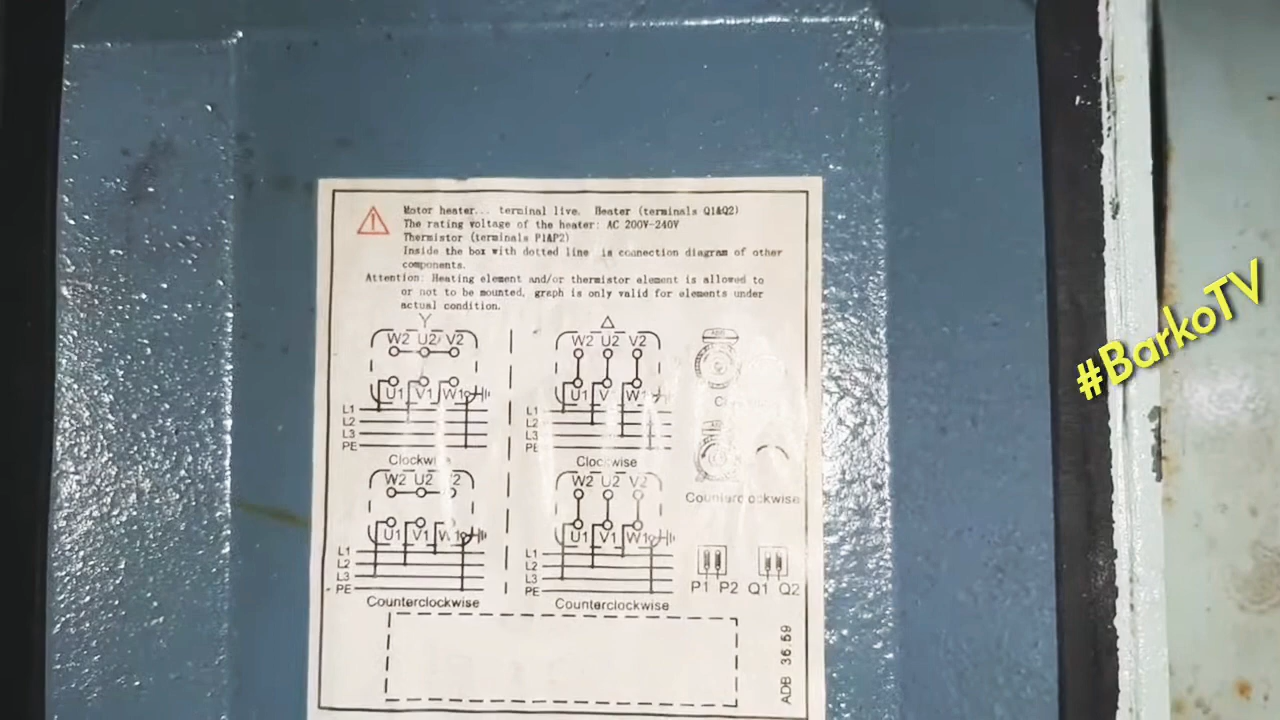 Motor heater... terminal live. Heater (terminals Q1&Q2)
The rating voltage of the heater: AC 200V-240V
Thermistor (terminals P1&P2)
Inside the box with dotted line is connection diagram of other
components.
Attention: Heating element and/or thermistor element is allowed to
or not to be mounted, graph is only valid for elements under
actual condition.
Y
W2 U2 V2
U1 V1 W1
L1
L2
L3
PE
Clockwise
W2 U2 V2
U1 V1
L1
L2
L3
PE
Counterclockwise
△
W2 U2 V2
U1 V W1
L1
L2
L3
PE
Clockwise
W2 U2 V2
U1 V1 W1
L1
L2
L3
PE
Counterclockwise
Counterclockwise
P1 P2 Q1 Q2
ADB 36.59
#BarkoTV